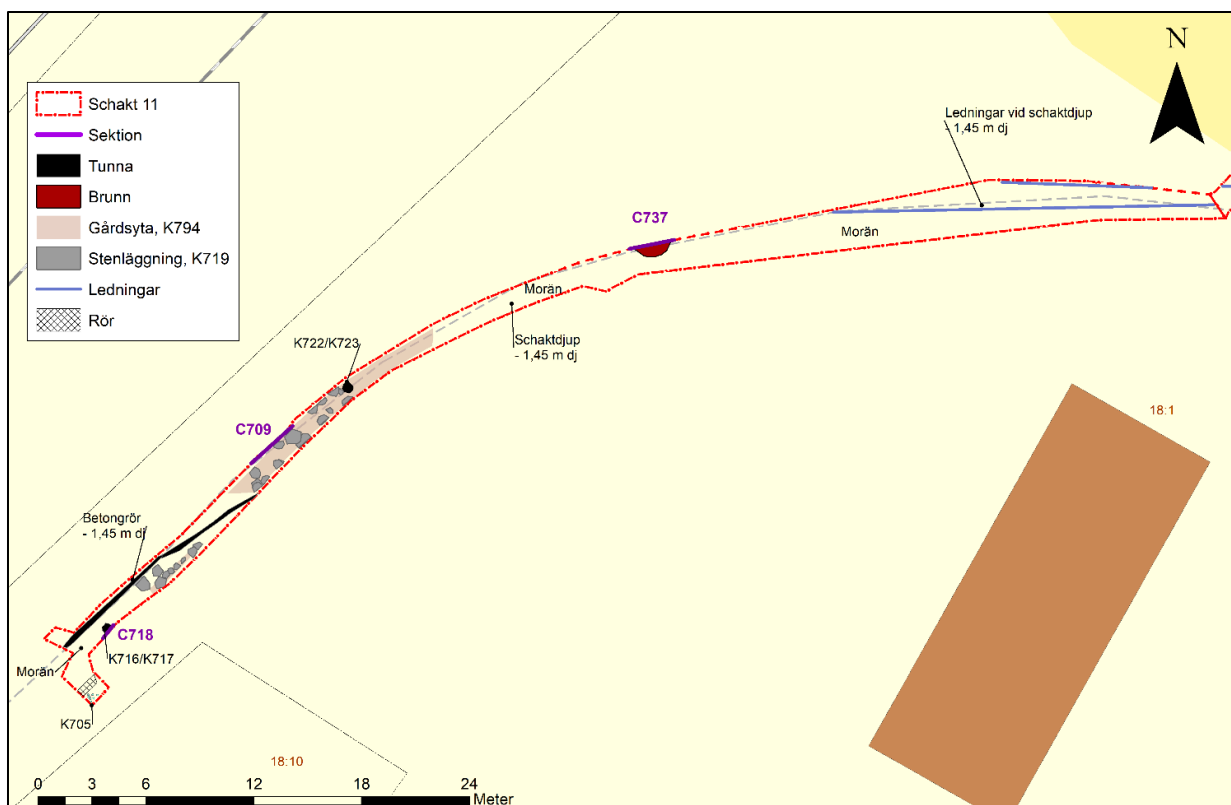 N
Schakt 11
Sektion
Tunna
Brunn
Gårdsyta, K794
Stenläggning, K719
Ledningar
Rör
Ledningar vid schaktdjup
- 1,45 m dj
C737
Morän
Morän
Schaktdjup
- 1,45 m dj
K722/K723
18:1
C709
Betongrör
- 1,45 m dj
C718
K716/K717
Morän
K705
18:10
0 3 6 12 18 24
Meter